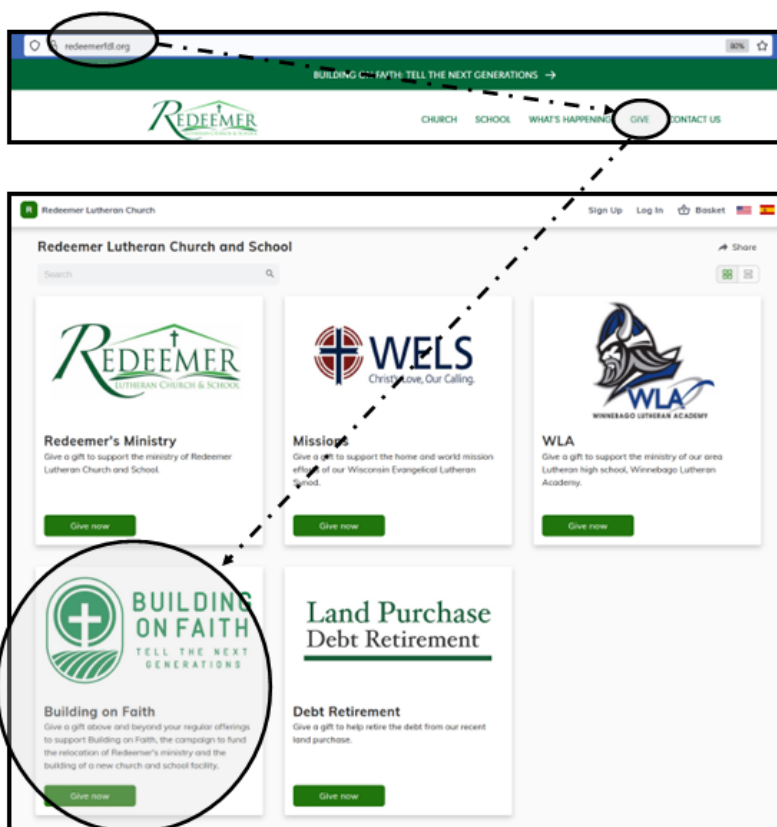 redeemerfdl.org
80%
BUILDING ON FAITH: TELL THE NEXT GENERATIONS →
REDEEMER
LUTHERAN CHURCH & SCHOOL
CHURCH SCHOOL WHAT'S HAPPENING GIVE CONTACT US
R Redeemer Lutheran Church
Sign Up Log In Basket
Redeemer Lutheran Church and School
Share
Search
REDEEMER
LUTHERAN CHURCH & SCHOOL
Redeemer's Ministry
Give a gift to support the ministry of Redeemer
Lutheran Church and School.
Give now
WELS
Christ's Love, Our Calling.
Missions
Give a gift to support the home and world mission
efforts of our Wisconsin Evangelical Lutheran
Synod.
Give now
WLA
WINNEBAGO LUTHERAN ACADEMY
WLA
Give a gift to support the ministry of our area
Lutheran high school, Winnebago Lutheran
Academy.
Give now
BUILDING
ON FAITH
TELL THE NEXT
GENERATIONS
Building on Faith
Give a gift above and beyond your regular offerings
to support Building on Faith, the campaign to fund
the relocation of Redeemer's ministry and the
building of a new church and school facility.
Give now
Land Purchase
Debt Retirement
Debt Retirement
Give a gift to help retire the debt from our recent
land purchase.
Give now